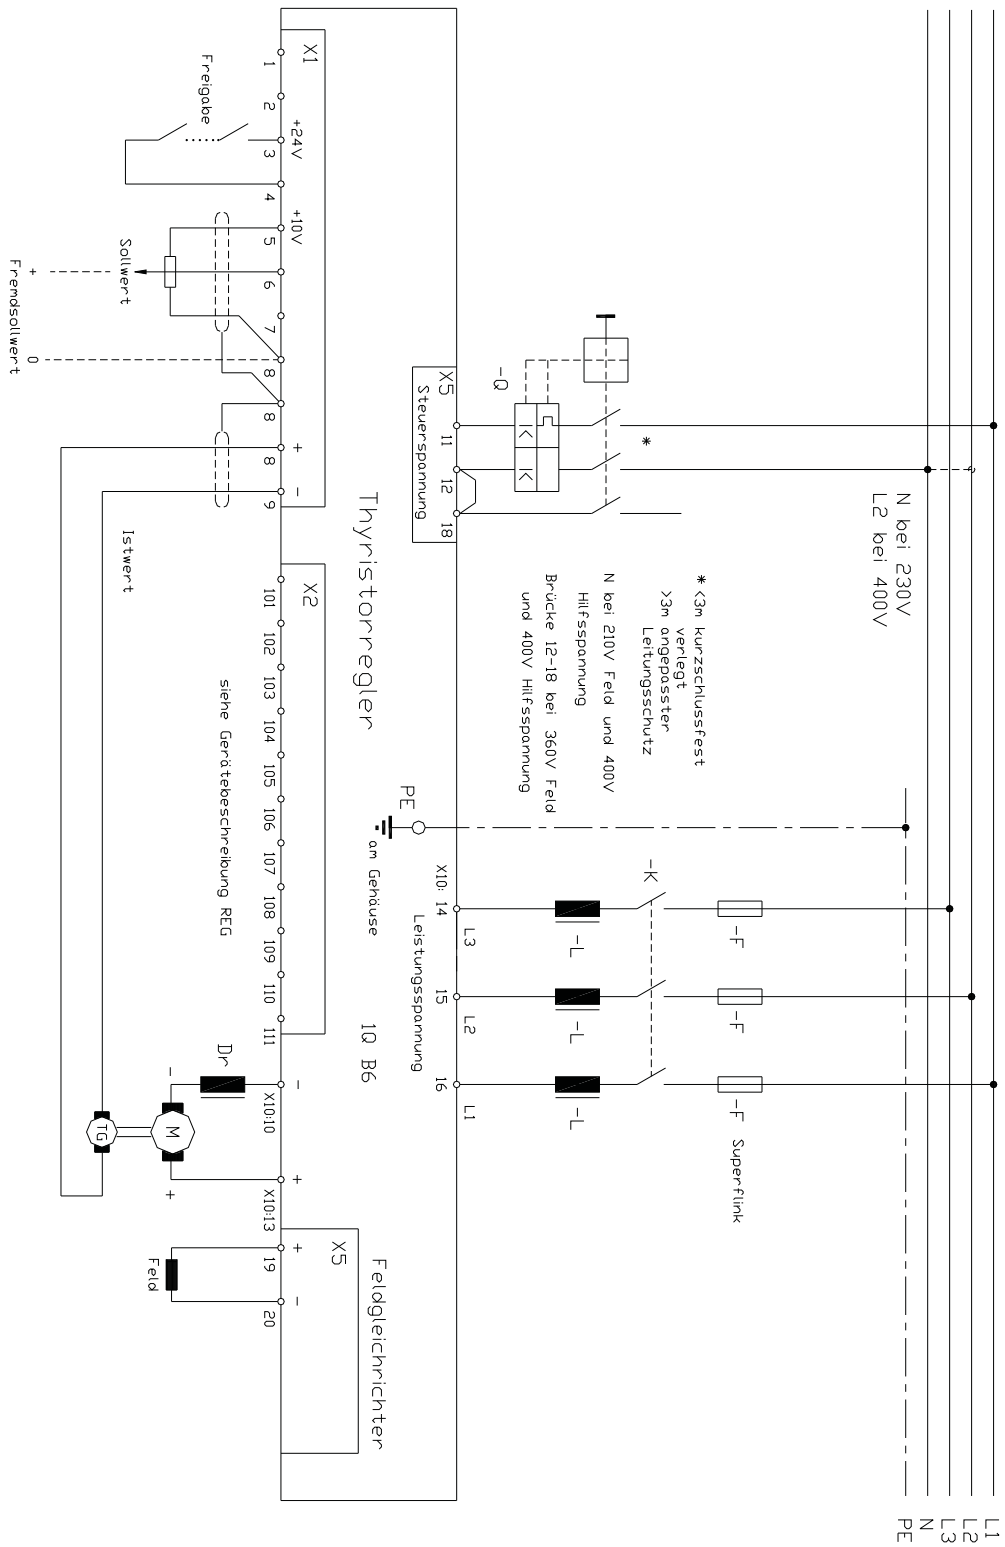 L1
L2
L3
N
PE
N bei 230V
L2 bei 400V
* <3m kurzschlussfest
verlegt
>3m angepasster
Leitungsschutz
N bei 210V Feld und 400V
Hilfsspannung
Brücke 12-18 bei 360V Feld
und 400V Hilfsspannung
*
-Q
-K
-F
-F
-F
Superflink
-L
-L
-L
L3
L2
L1
X5
11
12
18
Steuerspannung
PE
am Gehäuse
X10:
14
15
16
Leistungsspannung
Thyristorregler
1Q B6
Feldgleichrichter
X1
+24V
+10V
+
-
1
2
3
4
5
6
7
8
8
8
9
X2
101
102
103
104
105
106
107
108
109
110
111
-
X10:10
+
X10:13
X5
+
-
19
20
Freigabe
Sollwert
+
0
Fremdsollwert
Istwert
siehe Gerätebeschreibung REG
Dr
-
M
+
TG
Feld